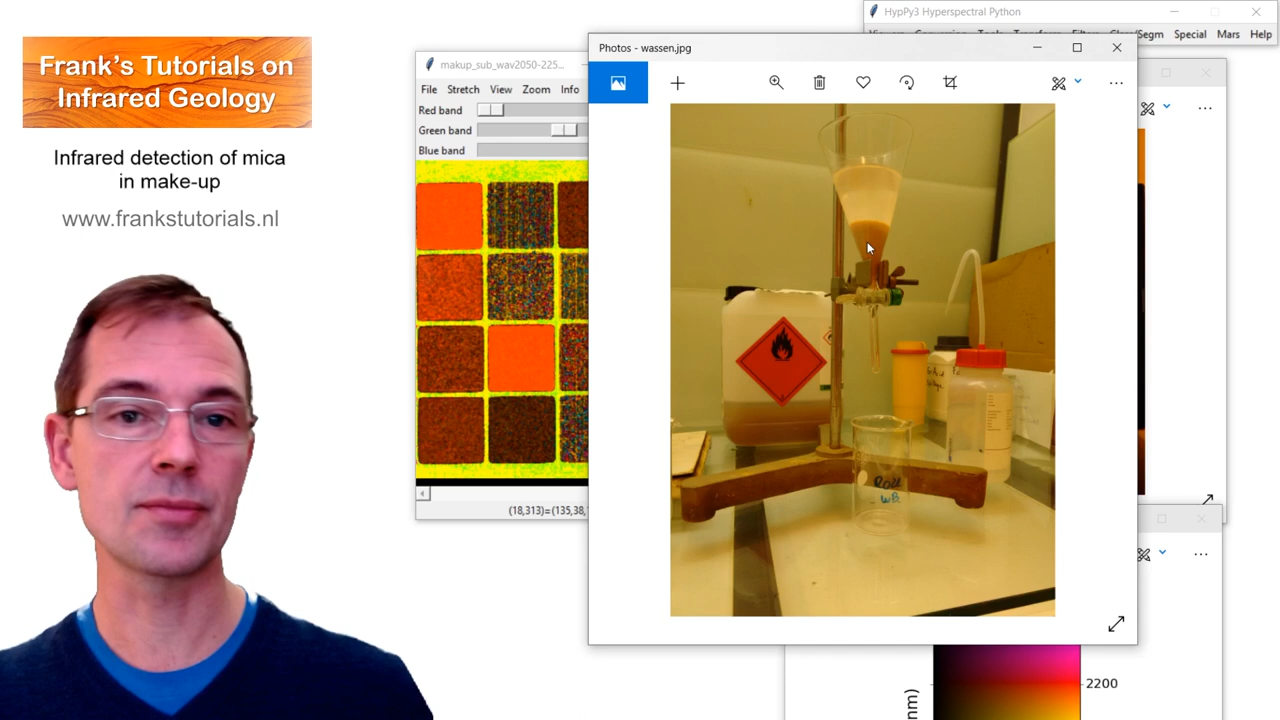 Frank's Tutorials on
Infrared Geology
Infrared detection of mica
in make-up
www.frankstutorials.nl
HypPy3 Hyperspectral Python
Help
Mars
Special
makup_sub_wav2050-225...
File Stretch View Zoom Info
Red band
Green band
Blue band
(18,313)=(135,38,
Photos - wassen.jpg
WB
2200
nm)